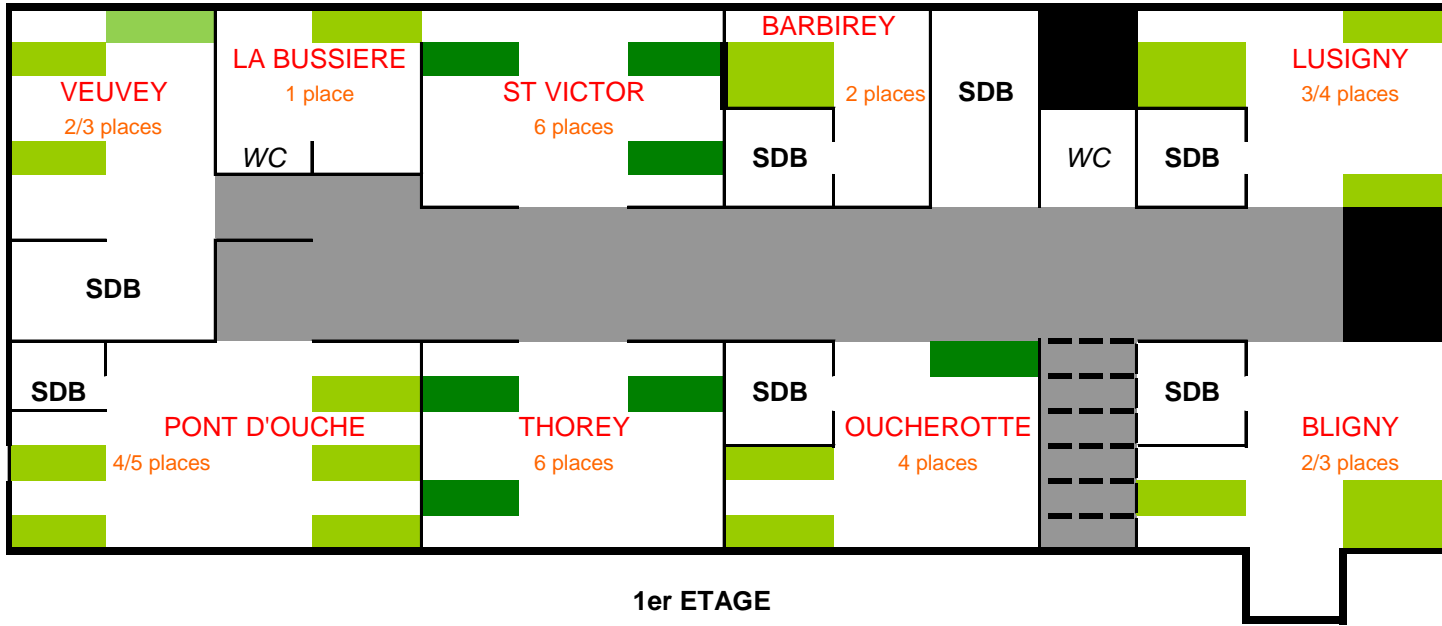 BARBIREY
LA BUSSIERE
LUSIGNY
VEUVEY
1 place
ST VICTOR
2 places
SDB
3/4 places
2/3 places
6 places
WC
SDB
WC
SDB
SDB
SDB
SDB
SDB
PONT D'OUCHE
THOREY
OUCHEROTTE
BLIGNY
4/5 places
6 places
4 places
2/3 places
1er ETAGE